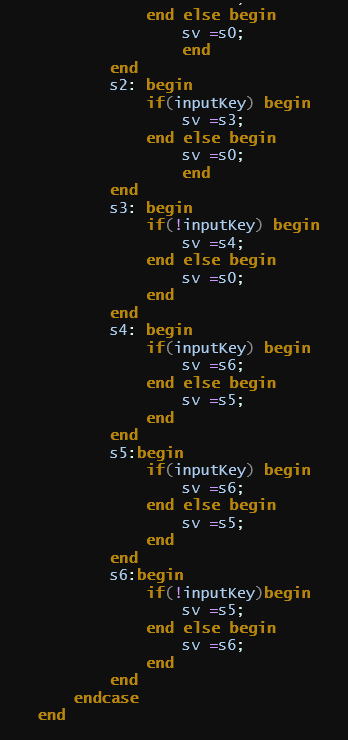 end else begin
sv =s0;
end
end
s2: begin
if(inputKey) begin
sv =s3;
end else begin
sv =s0;
end
end
s3: begin
if(!inputKey) begin
sv =s4;
end else begin
sv =s0;
end
end
s4: begin
if(inputKey) begin
sv =s6;
end else begin
sv =s5;
end
end
s5:begin
if(inputKey) begin
sv =s6;
end else begin
sv =s5;
end
end
s6:begin
if(!inputKey)begin
sv =s5;
end else begin
sv =s6;
end
end
endcase
end